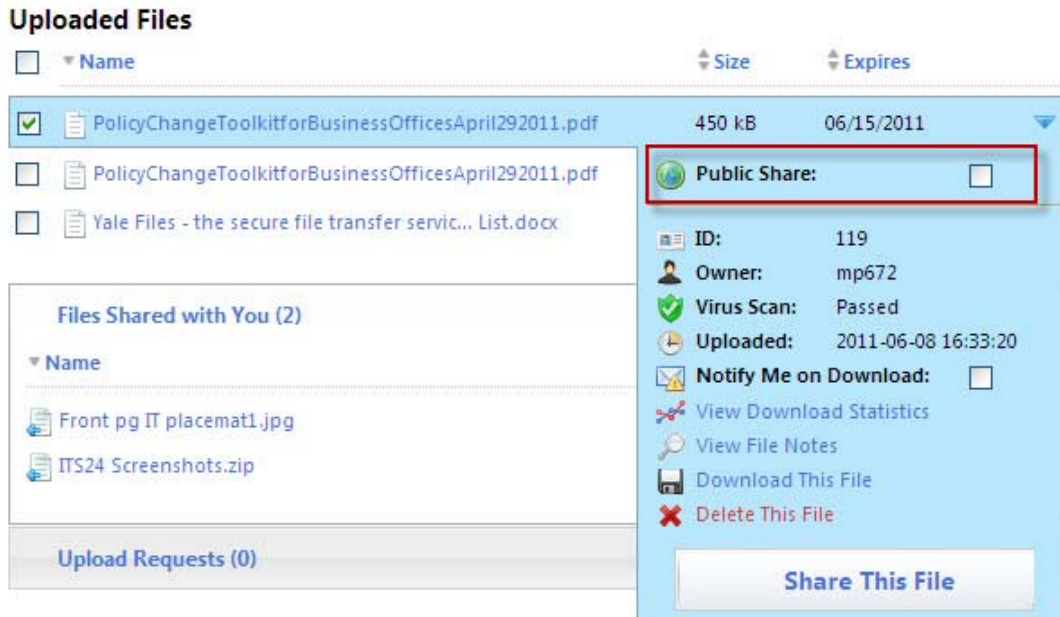 Uploaded Files
Name Size Expires
PolicyChangeToolkitforBusinessOfficesApril292011.pdf 450 kB 06/15/2011
PolicyChangeToolkitforBusinessOfficesApril292011.pdf
Yale Files - the secure file transfer servic... List.docx
Files Shared with You (2)
Name
Front pg IT placemat1.jpg
ITS24 Screenshots.zip
Upload Requests (0)
Public Share:
ID: 119
Owner: mp672
Virus Scan: Passed
Uploaded: 2011-06-08 16:33:20
Notify Me on Download:
View Download Statistics
View File Notes
Download This File
Delete This File
Share This File